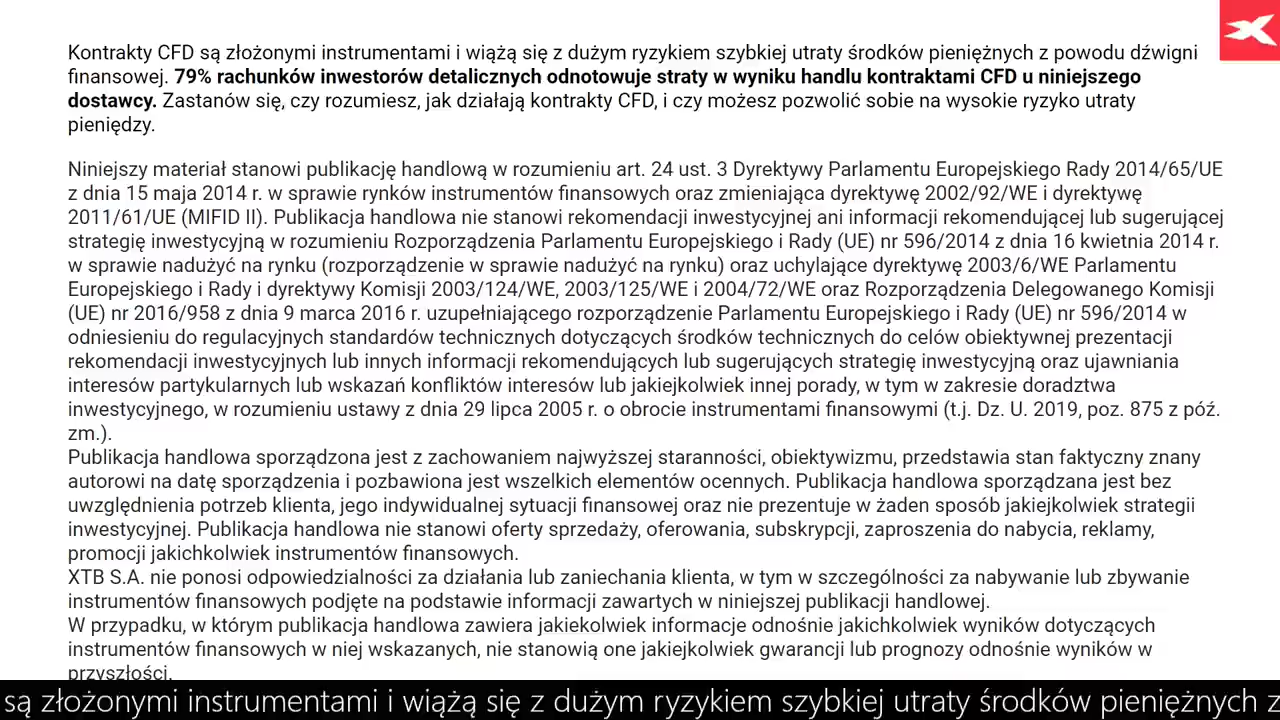 Kontrakty CFD są złożonymi instrumentami i wiążą się z dużym ryzykiem szybkiej utraty środków pieniężnych z powodu dźwigni
finansowej. 79% rachunków inwestorów detalicznych odnotowuje straty w wyniku handlu kontraktami CFD u niniejszego
dostawcy. Zastanów się, czy rozumiesz, jak działają kontrakty CFD, i czy możesz pozwolić sobie na wysokie ryzyko utraty
pieniędzy.
Niniejszy materiał stanowi publikację handlową w rozumieniu art. 24 ust. 3 Dyrektywy Parlamentu Europejskiego Rady 2014/65/UE
z dnia 15 maja 2014 r. w sprawie rynków instrumentów finansowych oraz zmieniająca dyrektywę 2002/92/WE i dyrektywę
2011/61/UE (MIFID II). Publikacja handlowa nie stanowi rekomendacji inwestycyjnej ani informacji rekomendującej lub sugerującej
strategię inwestycyjną w rozumieniu Rozporządzenia Parlamentu Europejskiego i Rady (UE) nr 596/2014 z dnia 16 kwietnia 2014 r.
w sprawie nadużyć na rynku (rozporządzenie w sprawie nadużyć na rynku) oraz uchylające dyrektywę 2003/6/WE Parlamentu
Europejskiego i Rady i dyrektywy Komisji 2003/124/WE, 2003/125/WE i 2004/72/WE oraz Rozporządzenia Delegowanego Komisji
(UE) nr 2016/958 z dnia 9 marca 2016 r. uzupełniającego rozporządzenie Parlamentu Europejskiego i Rady (UE) nr 596/2014 w
odniesieniu do regulacyjnych standardów technicznych dotyczących środków technicznych do celów obiektywnej prezentacji
rekomendacji inwestycyjnych lub innych informacji rekomendujących lub sugerujących strategię inwestycyjną oraz ujawniania
interesów partykularnych lub wskazań konfliktów interesów lub jakiejkolwiek innej porady, w tym w zakresie doradztwa
inwestycyjnego, w rozumieniu ustawy z dnia 29 lipca 2005 r. o obrocie instrumentami finansowymi (t.j. Dz. U. 2019, poz. 875 z póź.
zm.).
Publikacja handlowa sporządzona jest z zachowaniem najwyższej staranności, obiektywizmu, przedstawia stan faktyczny znany
autorowi na datę sporządzenia i pozbawiona jest wszelkich elementów ocennych. Publikacja handlowa sporządzana jest bez
uwzględnienia potrzeb klienta, jego indywidualnej sytuacji finansowej oraz nie prezentuje w żaden sposób jakiejkolwiek strategii
inwestycyjnej. Publikacja handlowa nie stanowi oferty sprzedaży, oferowania, subskrypcji, zaproszenia do nabycia, reklamy,
promocji jakichkolwiek instrumentów finansowych.
XTB S.A. nie ponosi odpowiedzialności za działania lub zaniechania klienta, w tym w szczególności za nabywanie lub zbywanie
instrumentów finansowych podjęte na podstawie informacji zawartych w niniejszej publikacji handlowej.
W przypadku, w którym publikacja handlowa zawiera jakiekolwiek informacje odnośnie jakichkolwiek wyników dotyczących
instrumentów finansowych w niej wskazanych, nie stanowią one jakiejkolwiek gwarancji lub prognozy odnośnie wyników w
przyszłości.
są złożonymi instrumentami i wiążą się z dużym ryzykiem szybkiej utraty środków pieniężnych z